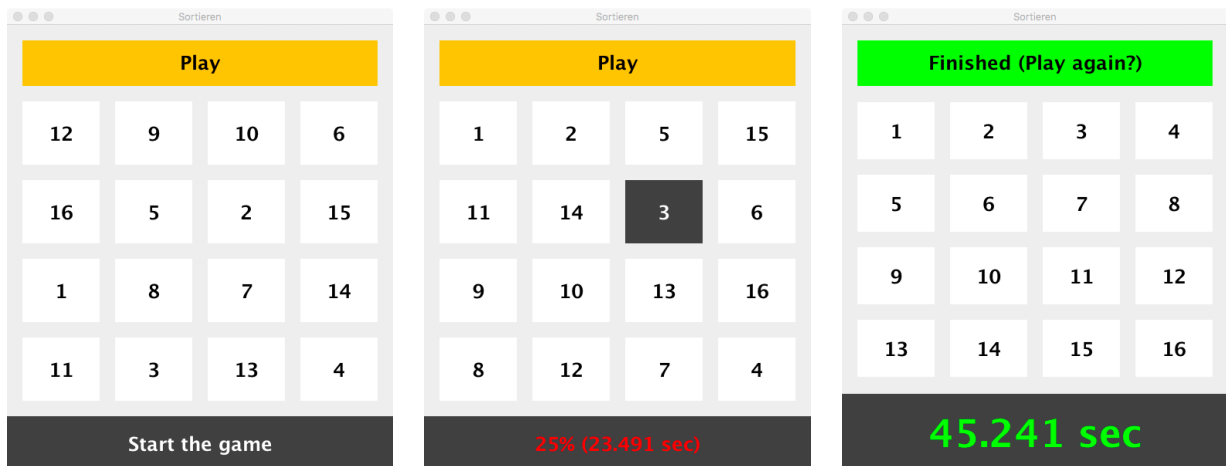 Sortieren
Play
12 9 10 6
16 5 2 15
1 8 7 14
11 3 13 4
Start the game
Sortieren
Play
1 2 5 15
11 14 3 6
9 10 13 16
8 12 7 4
25% (23.491 sec)
Sortieren
Finished (Play again?)
1 2 3 4
5 6 7 8
9 10 11 12
13 14 15 16
45.241 sec